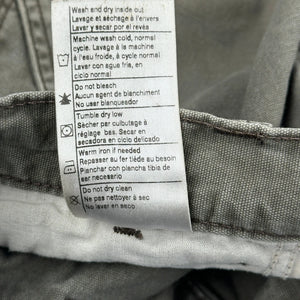 Wash and dry inside out
Lavage et séchage à l'envers
Lavar y secar por el revés
Machine wash cold, normal
cycle. Lavage à la machine
à l'eau froide, à cycle normal
Lavar con agua fria, en
ciclo normal
Do not bleach
Aucun agent de blanchiment
No usar blanqueador
Tumble dry low
Sécher par culbutage à
réglage bas. Secar en
secadora en ciclo delicado
Warm iron if needed
Repasser au fer tiède au besoin
Planchar con plancha tibia de
ser necesario
Do not dry clean
Ne pas nettoyer à sec
No lavar en seco